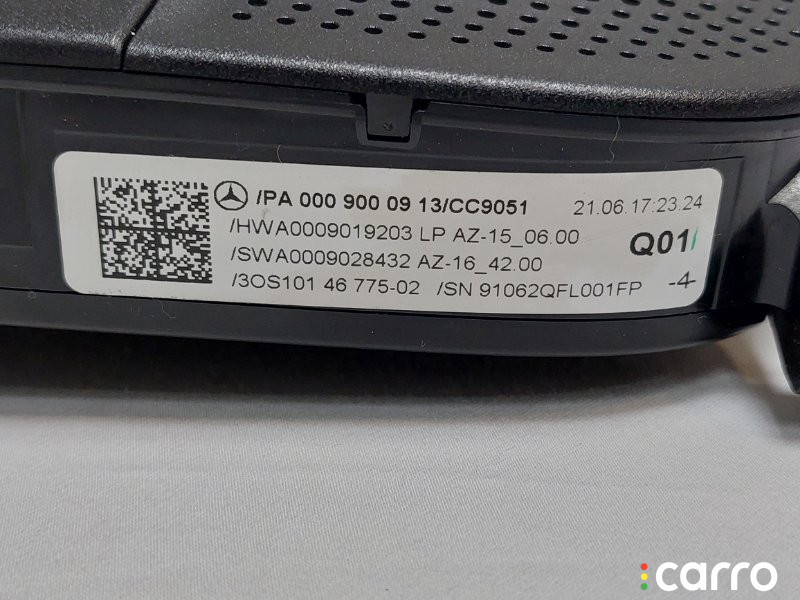 /PA 000 900 09 13/CC9051 21.06.17:23.24
/HWA0009019203 LP AZ-15_06.00
/SWA0009028432 AZ-16_42.00 Q01
/3OS101 46 775-02 /SN 91062QFL001FP -4
carro